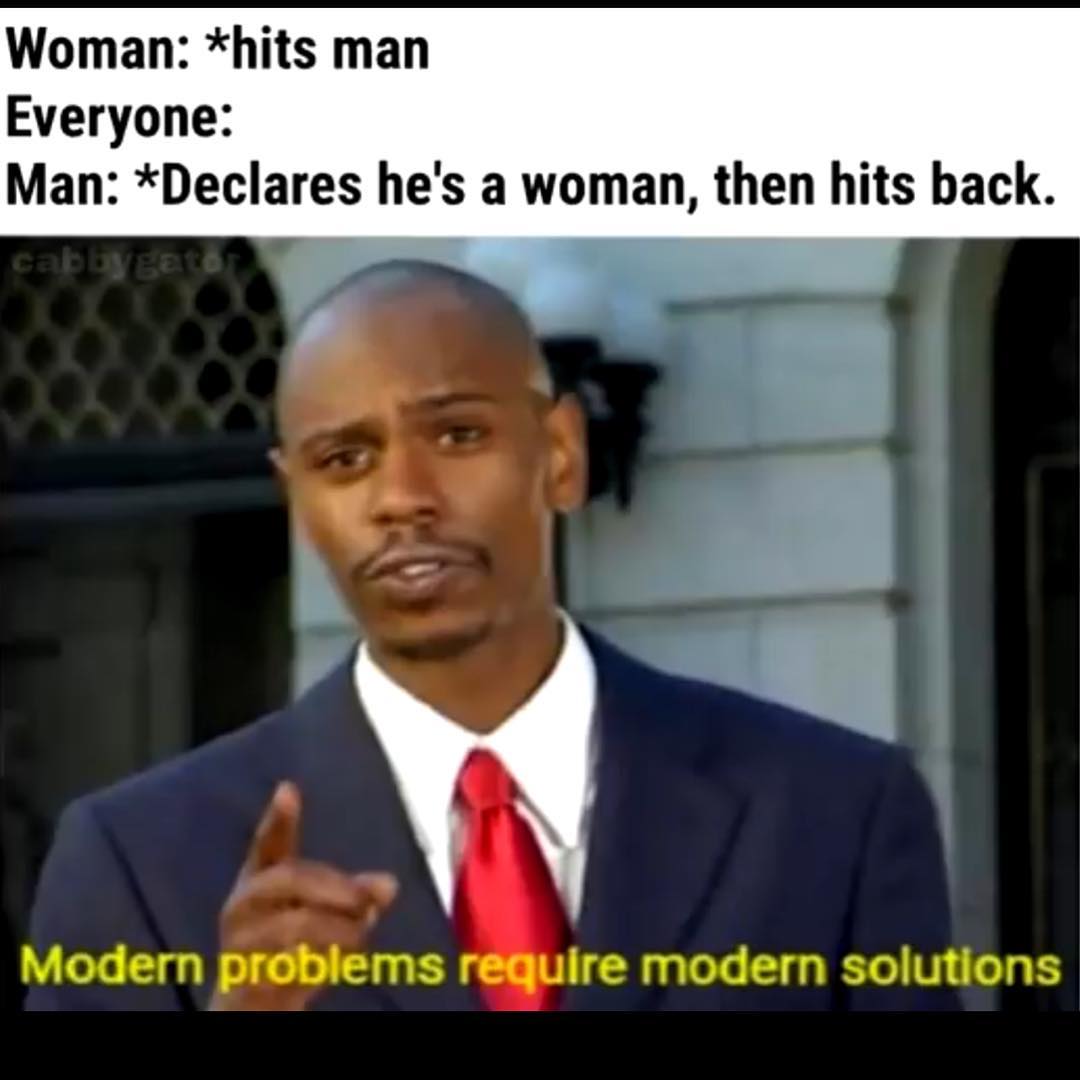 Woman: *hits man
Everyone:
Man: *Declares he's a woman, then hits back.
cabbygator
Modern problems require modern solutions